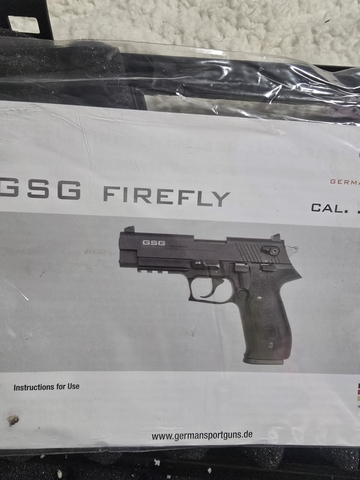 GSG FIREFLY
GERMA
CAL.
GSG
Instructions for Use
www.germansportguns.de